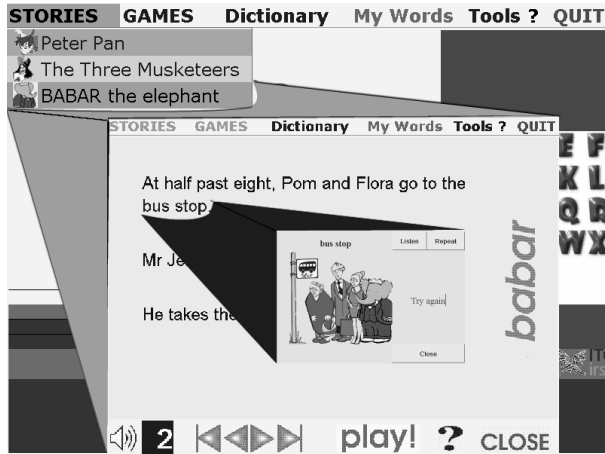 STORIES GAMES Dictionary My Words Tools ? QUIT
Peter Pan
The Three Musketeers
BABAR the elephant
STORIES GAMES Dictionary My Words Tools ? QUIT
At half past eight, Pom and Flora go to the
bus stop.
bus stop
Listen Repeat
Try again
Close
Mr Je
He takes the
babar
E F
K L
Q R
W X
2 play! ? CLOSE